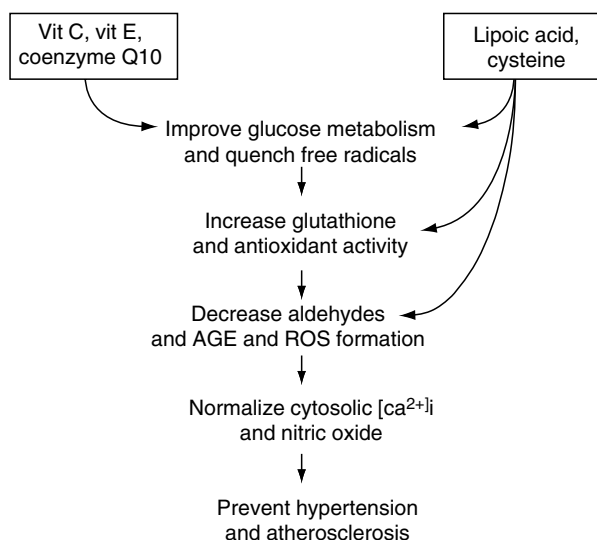 Vit C, vit E,
coenzyme Q10
Lipoic acid,
cysteine
Improve glucose metabolism
and quench free radicals
Increase glutathione
and antioxidant activity
Decrease aldehydes
and AGE and ROS formation
Normalize cytosolic [ca²⁺]i
and nitric oxide
Prevent hypertension
and atherosclerosis